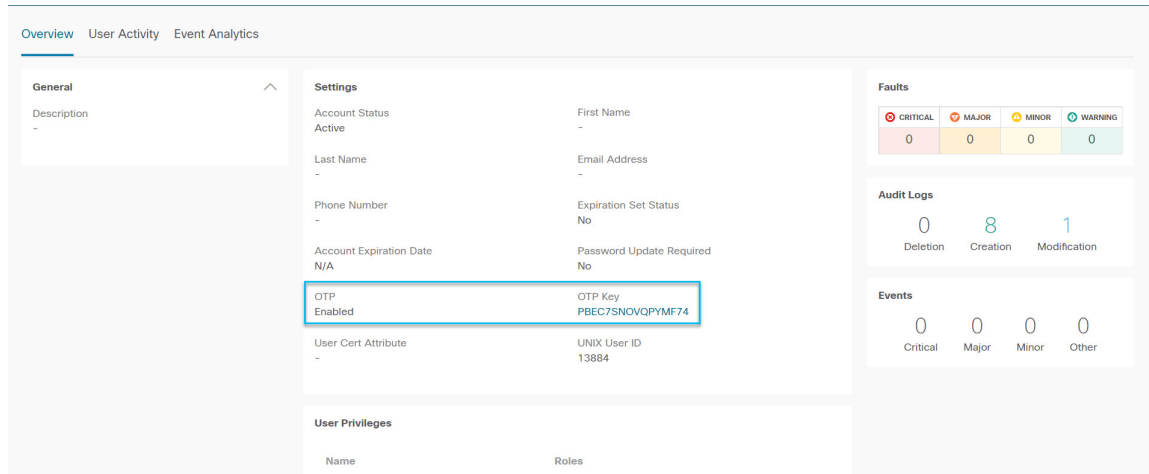 Overview User Activity Event Analytics
General
Description
-
Settings
Account Status First Name
Active -
Last Name Email Address
- -
Phone Number Expiration Set Status
- No
Account Expiration Date Password Update Required
N/A No
OTP OTP Key
Enabled PBEC7SNOVQPYMF74
User Cert Attribute UNIX User ID
- 13884
User Privileges
Name Roles
Faults
CRITICAL MAJOR MINOR WARNING
0 0 0 0
Audit Logs
0 8 1
Deletion Creation Modification
Events
0 0 0 0
Critical Major Minor Other